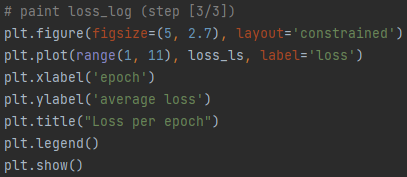 # paint loss_log (step [3/3])
plt.figure(figsize=(5, 2.7), layout='constrained')
plt.plot(range(1, 11), loss_ls, label='loss')
plt.xlabel('epoch')
plt.ylabel('average loss')
plt.title("Loss per epoch")
plt.legend()
plt.show()